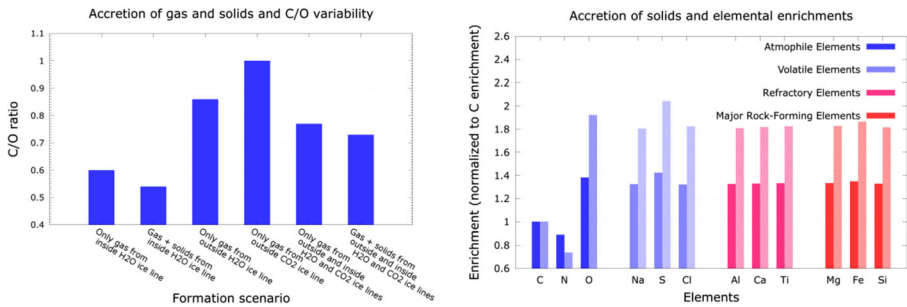 Accretion of gas and solids and C/O variability
1.1
1
0.9
0.8
0.7
0.6
0.5
0.4
C/O ratio
Only gas from
inside H2O ice line
Gas + solids from
inside H2O ice line
Only gas from
outside H2O ice line
Only gas from
outside CO2 ice line
Only gas from
outside and inside
H2O and CO2 ice lines
Gas + solids from
outside and inside
H2O and CO2 ice lines
Formation scenario
Accretion of solids and elemental enrichments
2.6
2.4
2.2
2
1.8
1.6
1.4
1.2
1
0.8
0.6
Enrichment (normalized to C enrichment)
Atmophile Elements
Volatile Elements
Refractory Elements
Major Rock-Forming Elements
C N O Na S Cl Al Ca Ti Mg Fe Si
Elements